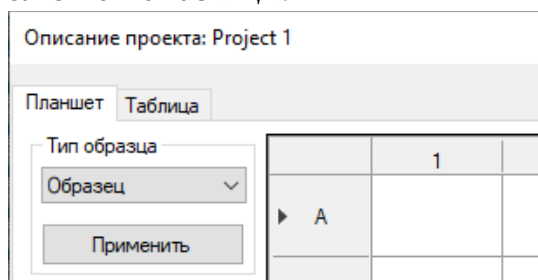 Описание проекта: Project 1
Планшет Таблица
Тип образца
Образец
Применить
1
A